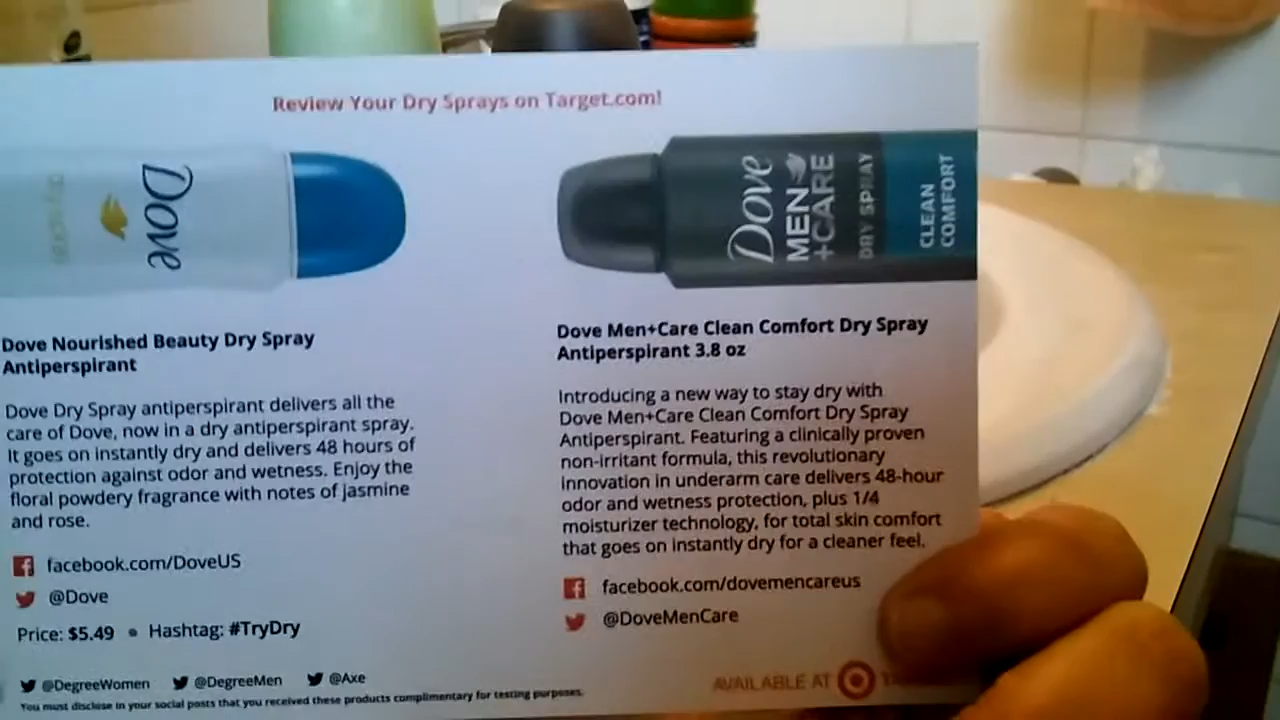 Review Your Dry Sprays on Target.com!
Dove
Dove
MEN
+CARE
DRY SPRAY
CLEAN
COMFORT
Dove Nourished Beauty Dry Spray
Antiperspirant
Dove Dry Spray antiperspirant delivers all the
care of Dove, now in a dry antiperspirant spray.
It goes on instantly dry and delivers 48 hours of
protection against odor and wetness. Enjoy the
floral powdery fragrance with notes of jasmine
and rose.
facebook.com/DoveUS
@Dove
Price: $5.49 • Hashtag: #TryDry
Dove Men+Care Clean Comfort Dry Spray
Antiperspirant 3.8 oz
Introducing a new way to stay dry with
Dove Men+Care Clean Comfort Dry Spray
Antiperspirant. Featuring a clinically proven
non-irritant formula, this revolutionary
innovation in underarm care delivers 48-hour
odor and wetness protection, plus 1/4
moisturizer technology, for total skin comfort
that goes on instantly dry for a cleaner feel.
facebook.com/dovemencareus
@DoveMenCare
@DegreeWomen @DegreeMen @Axe
You must disclose in your social posts that you received these products complimentary for testing purposes.
AVAILABLE AT